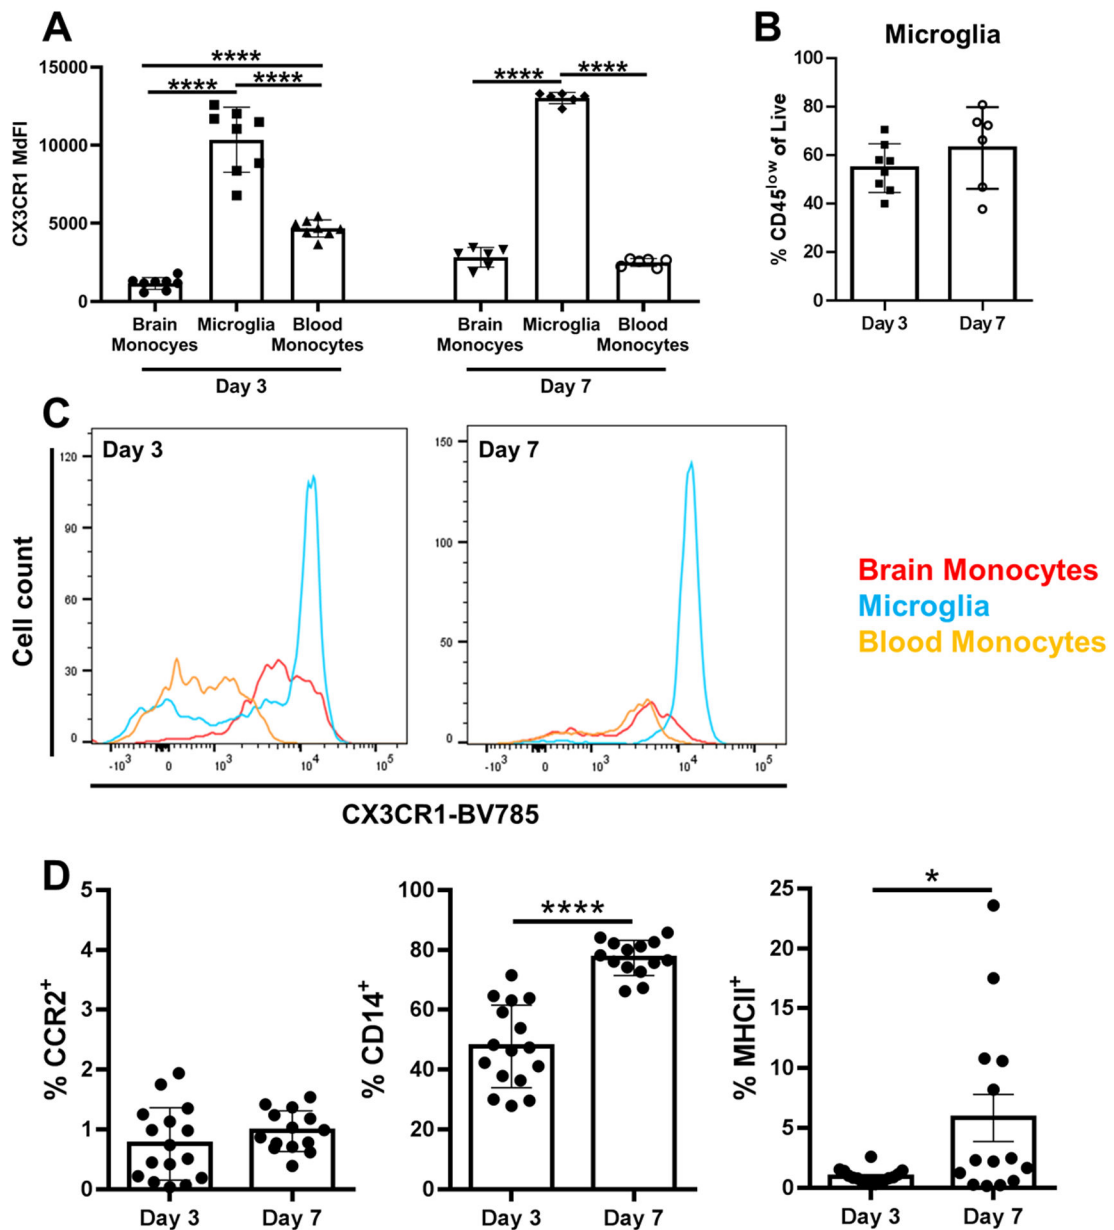 A
****
****
****
****
****
15000
10000
5000
0
CX3CR1 MdFI
Brain
Monocyes
Microglia
Blood
Monocytes
Brain
Monocyes
Microglia
Blood
Monocytes
Day 3
Day 7
B
Microglia
100
80
60
40
20
0
% CD45low of Live
Day 3
Day 7
C
Day 3
120
90
60
30
0
-10³
0
10³
10⁴
10⁵
Day 7
150
100
50
0
-10³
0
10³
10⁴
10⁵
Cell count
CX3CR1-BV785
Brain Monocytes
Microglia
Blood Monocytes
D
5
4
3
2
1
0
% CCR2⁺
Day 3
Day 7
****
100
80
60
40
20
0
% CD14⁺
Day 3
Day 7
*
25
20
15
10
5
0
% MHCII⁺
Day 3
Day 7